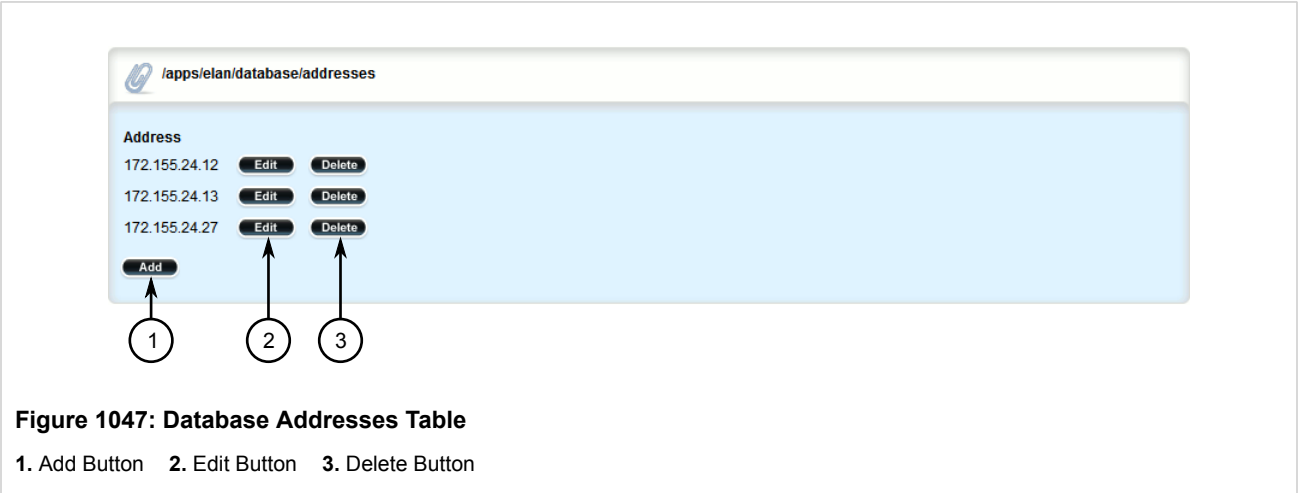 /apps/elan/database/addresses
Address
172.155.24.12 Edit Delete
172.155.24.13 Edit Delete
172.155.24.27 Edit Delete
Add
1 2 3
Figure 1047: Database Addresses Table
1. Add Button 2. Edit Button 3. Delete Button